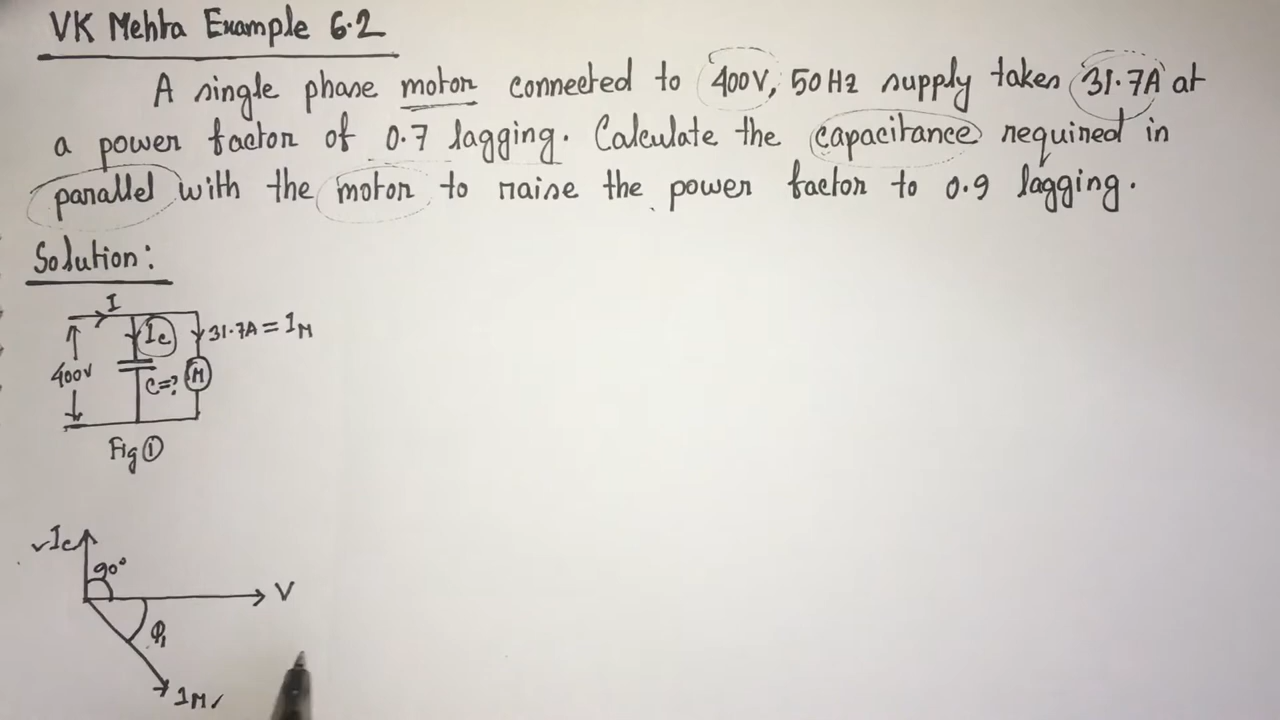 VK Mehta Example 6.2
A single phase motor connected to 400V, 50Hz supply takes 31.7A at
a power factor of 0.7 lagging. Calculate the capacitance required in
parallel with the motor to raise the power factor to 0.9 lagging.
Solution:
I
Ic
31.7A = IM
400V
C=?
M
Fig ①
Ic
90°
V
φ1
IM